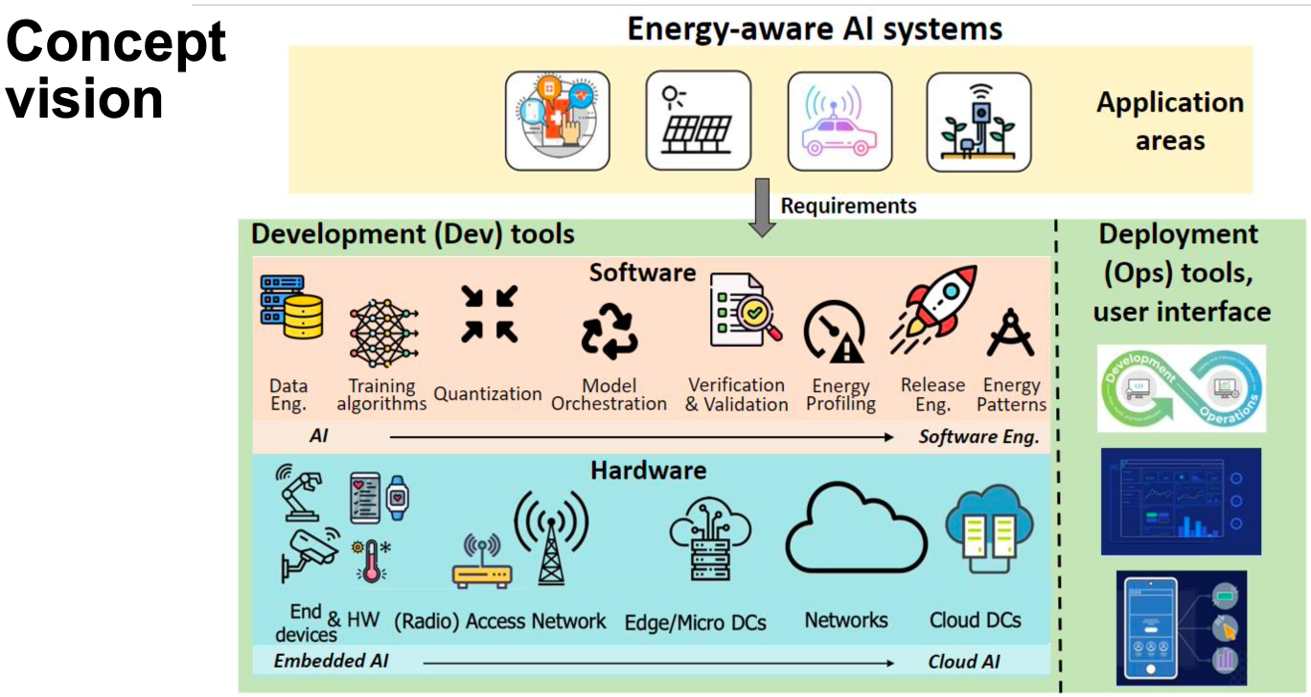 Concept
vision
Energy-aware AI systems
Application
areas
Requirements
Development (Dev) tools
Software
Data
Eng.
Training
algorithms
Quantization
Model
Orchestration
Verification
& Validation
Energy
Profiling
Release
Eng.
Energy
Patterns
AI
Software Eng.
Hardware
End
devices
& HW
(Radio) Access Network
Edge/Micro DCs
Networks
Cloud DCs
Embedded AI
Cloud AI
Deployment
(Ops) tools,
user interface
Development
Operations